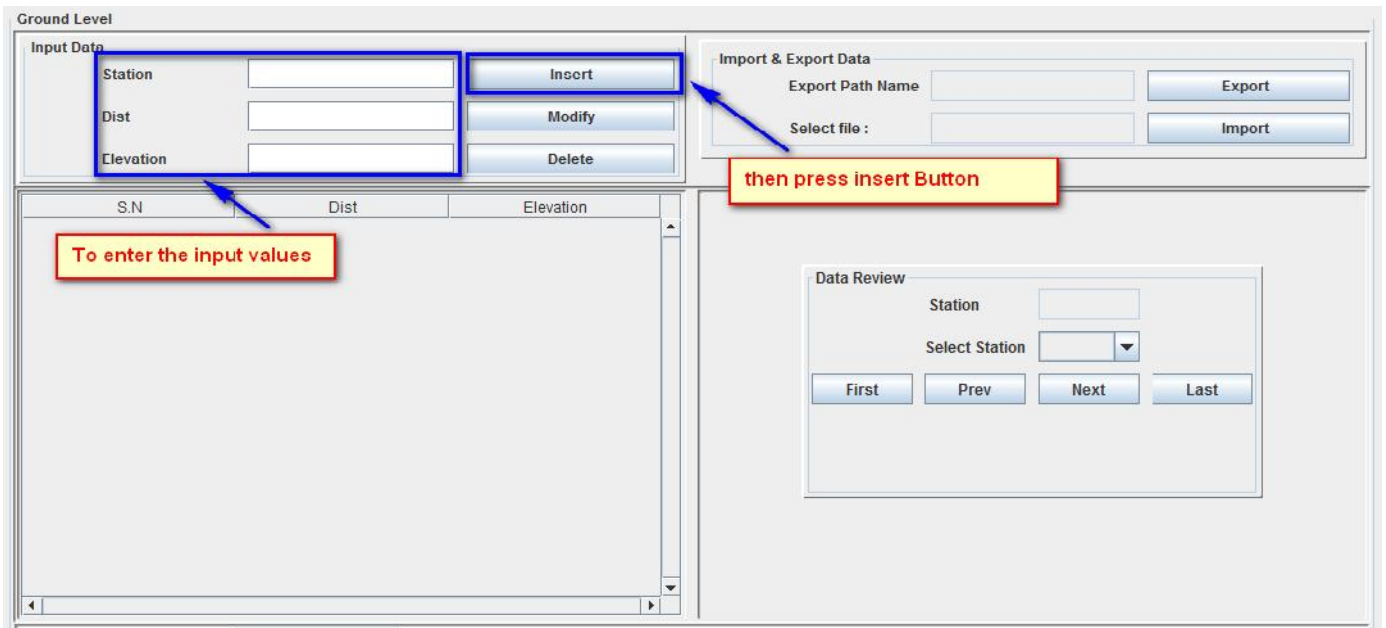 Ground Level
Input Data
Station
Insert
Dist
Modify
Elevation
Delete
Import & Export Data
Export Path Name
Export
Select file :
Import
then press insert Button
S.N Dist Elevation
To enter the input values
Data Review
Station
Select Station
First Prev Next Last